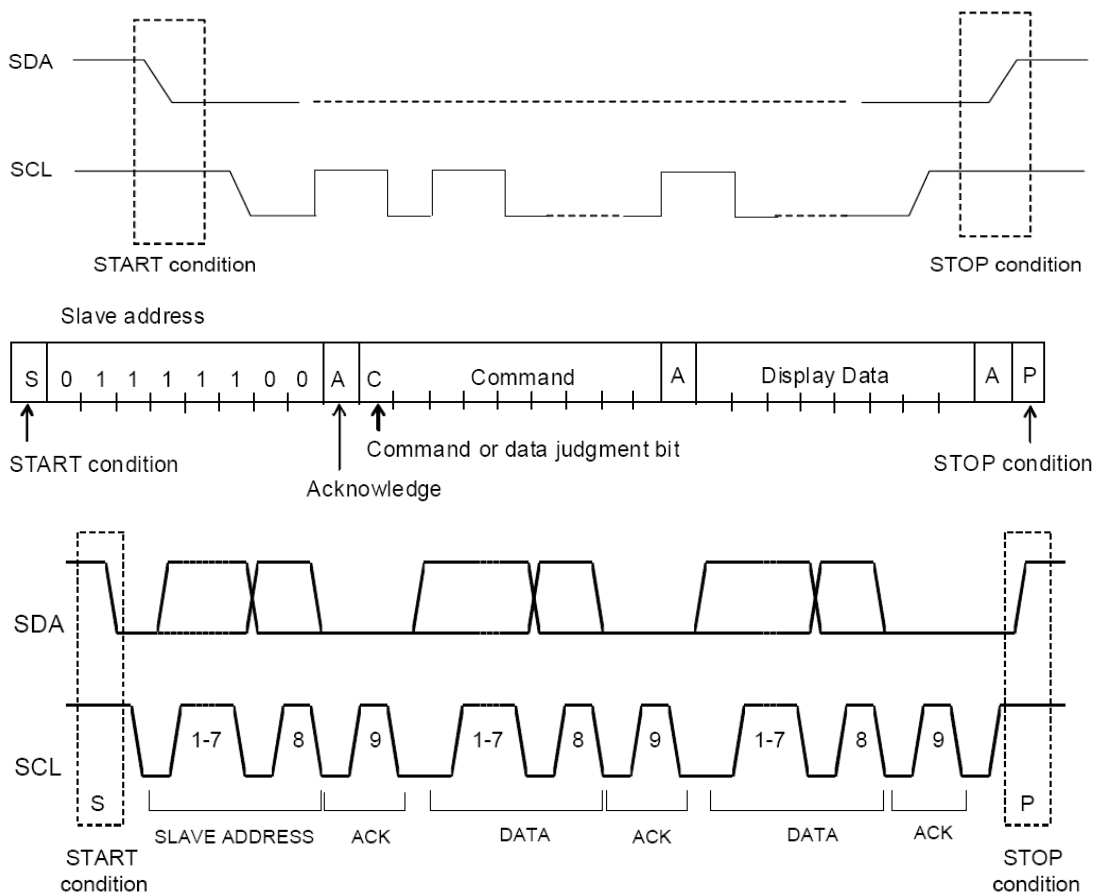 SDA
SCL
START condition
STOP condition
Slave address
S 0 1 1 1 1 1 0 0 A C Command A Display Data A P
START condition
Command or data judgment bit
STOP condition
Acknowledge
SDA
SCL
1-7 8 9 1-7 8 9 1-7 8 9
S P
SLAVE ADDRESS ACK DATA ACK DATA ACK
START
condition
STOP
condition